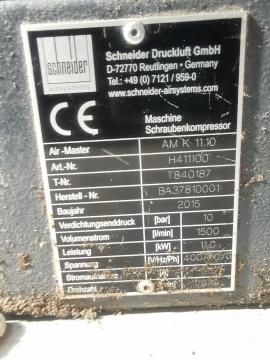 schneider
Schneider Druckluft GmbH
D-72770 Reutlingen • Germany
Tel.: +49 (0) 7121 / 959-0
www.schneider-airsystems.com
CE
Maschine
Schraubenkompressor
Air -Master AM K 11.10
Art.-Nr. H411100
T-Nr. T840187
Herstell - Nr. BA37810001
Baujahr 2015
Verdichtungsenddruck [bar] 10
Volumenstrom [l/min] 1500
Leistung [kW] 11.0
Spannung [V/Hz/Ph]
Stromaufnahme
Drehzahl